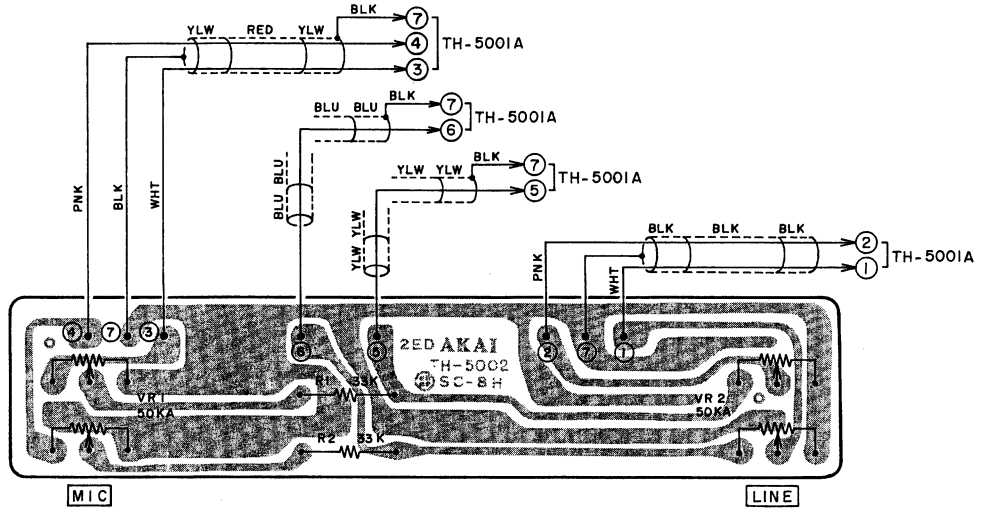 BLK 7
YLW RED YLW 4 TH-5001A
3
BLU BLU BLK 7 TH-5001A
6
YLW YLW BLK 7 TH-5001A
5
PNK BLK WHT
BLU BLU
YLW YLW
BLK BLK BLK 2 TH-5001A
1
PNK WHT
4 7 3 6 5 2 7 1
2ED AKAI
TH-5002
SC-8H
VR1
50KA
R1 33K
R2 33K
VR2
50KA
MIC
LINE